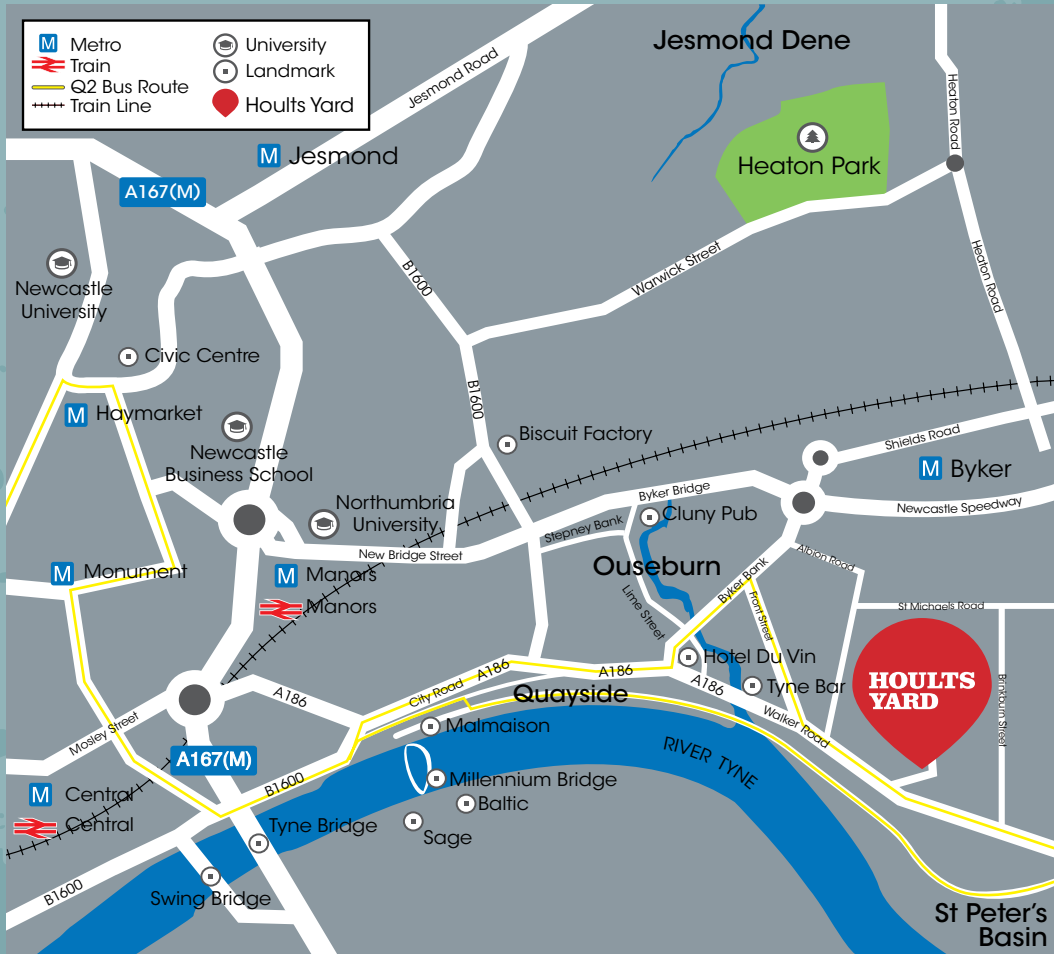 M Metro
Train
Q2 Bus Route
Train Line
University
Landmark
Houlds Yard
Jesmond Dene
Jesmond Road
Heaton Road
M Jesmond
Heaton Park
A167(M)
Newcastle
University
B1600
Warwick Street
Heaton Road
Civic Centre
M Haymarket
B1600
Newcastle
Business School
Biscuit Factory
Shields Road
M Byker
Northumbria
University
Byker Bridge
Newcastle Speedway
Cluny Pub
Stepney Bank
New Bridge Street
M Monument
M Manors
Manors
Ouseburn
Byker Bank
Albion Road
Lime Street
Front Street
St Michaels Road
Hotel Du Vin
A186
A186
City Road
A186
A186
Quayside
Tyne Bar
HOULTS
YARD
Brinkburn Street
Mosley Street
Malmaison
Walker Road
A167(M)
RIVER TYNE
B1600
M Central
Central
Millennium Bridge
Baltic
Sage
Tyne Bridge
B1600
Swing Bridge
St Peter's
Basin